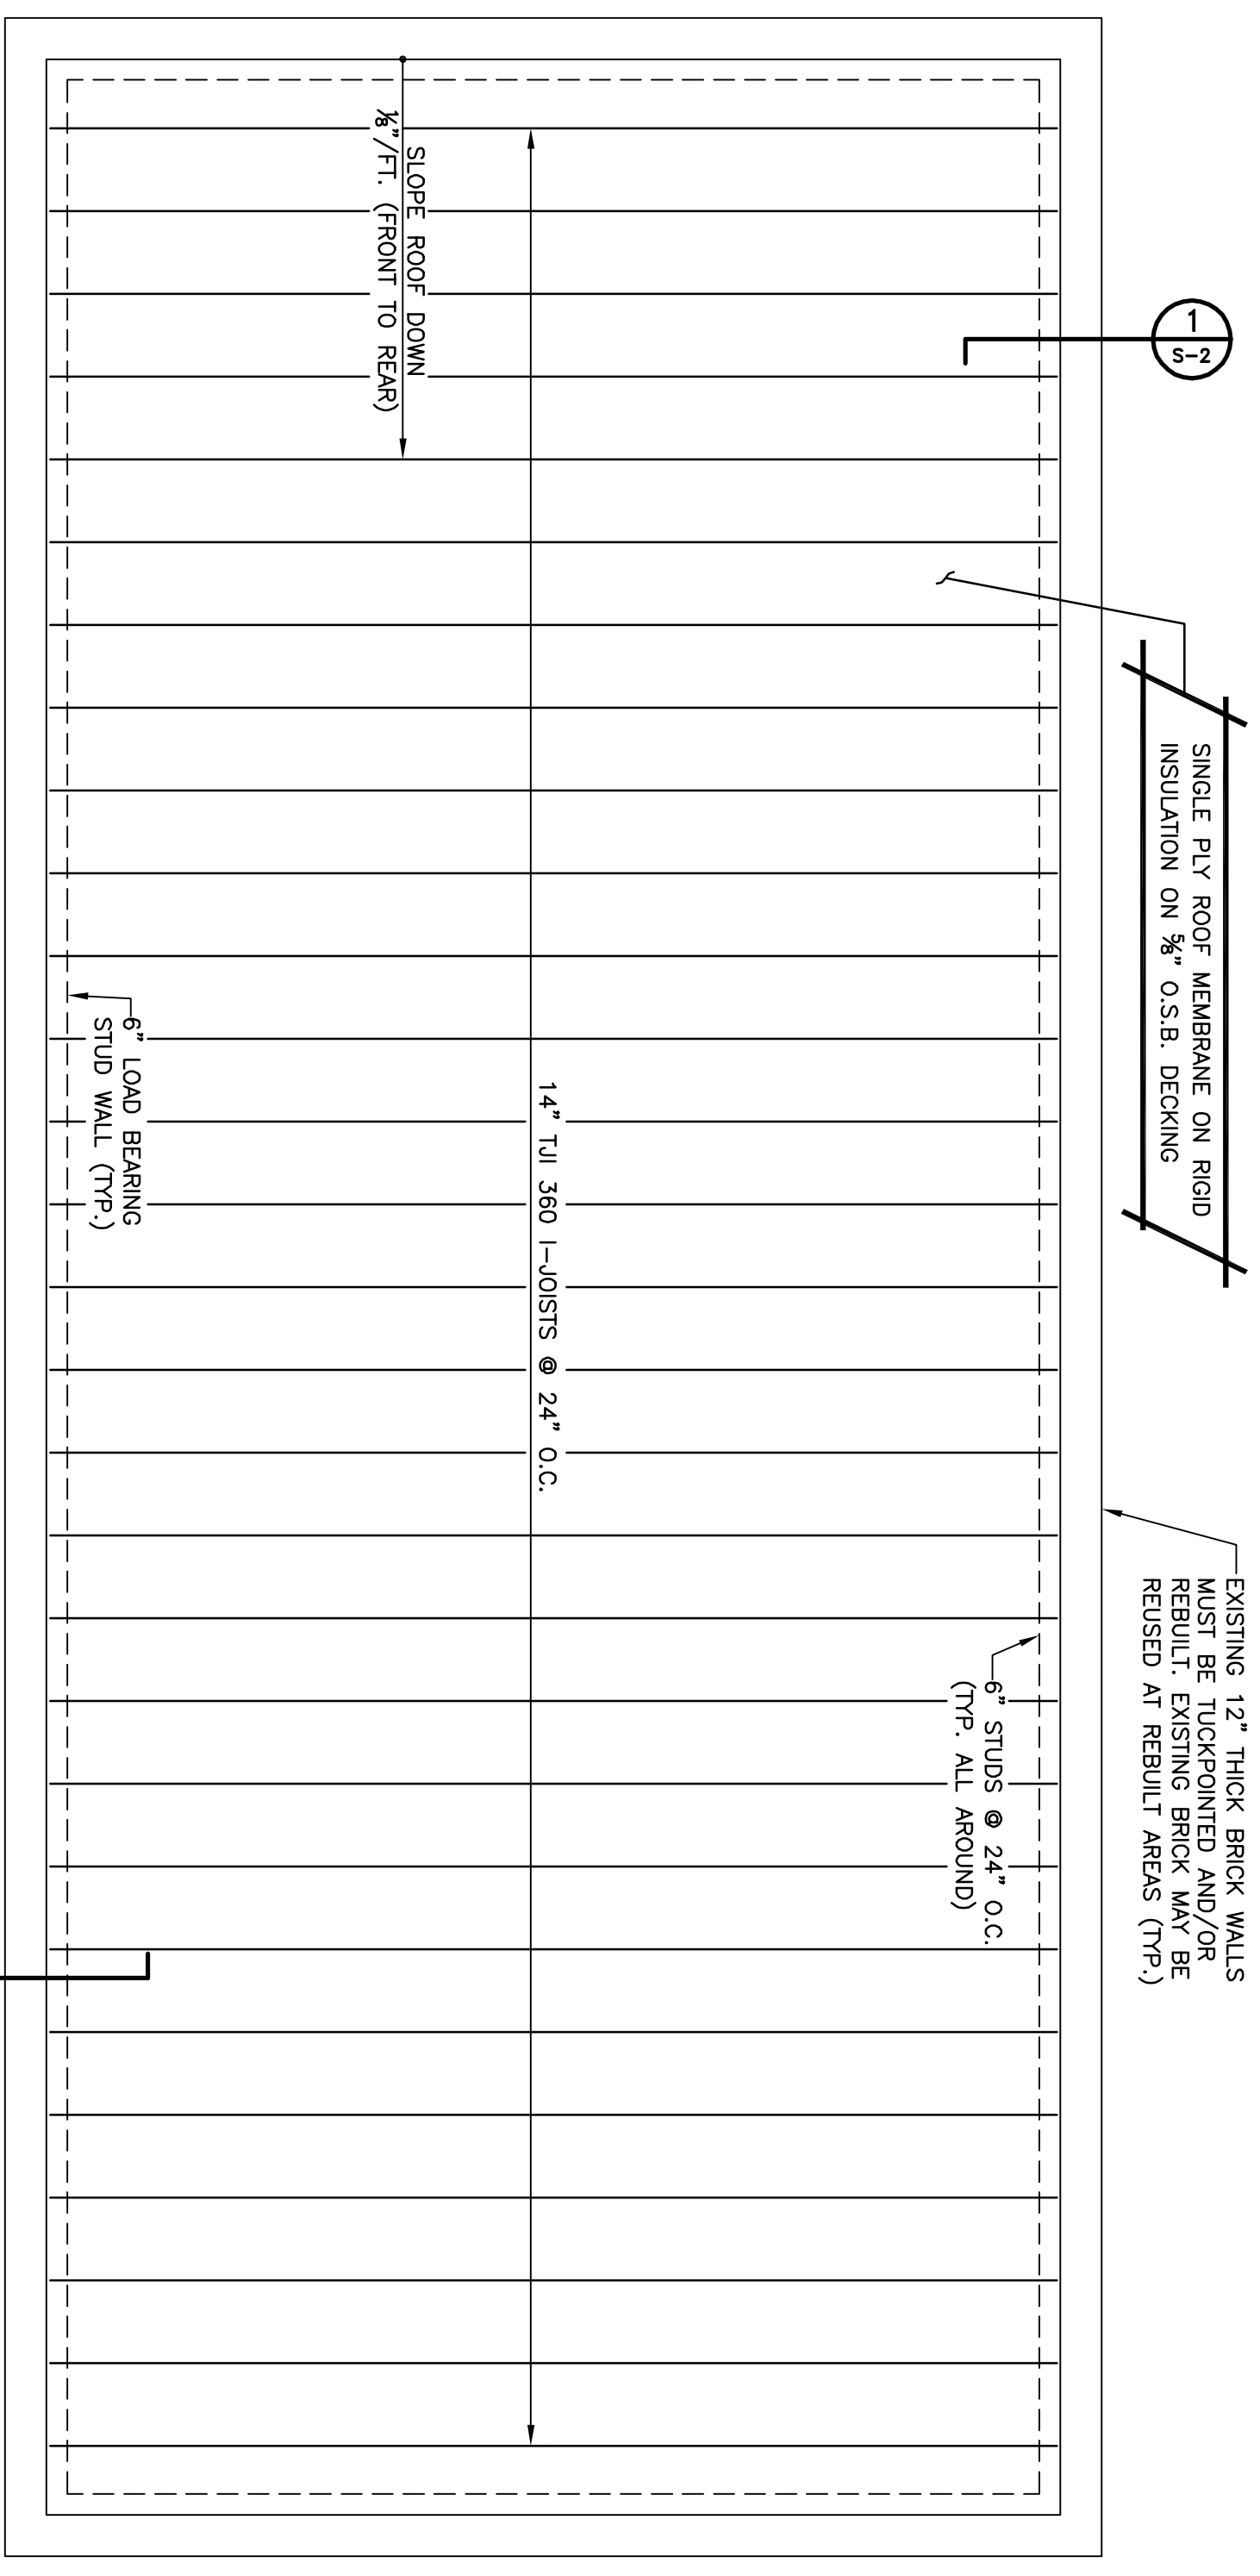 1
S-2
SINGLE PLY ROOF MEMBRANE ON RIGID
INSULATION ON ⅝" O.S.B. DECKING
EXISTING 12" THICK BRICK WALLS
MUST BE TUCKPOINTED AND/OR
REBUILT. EXISTING BRICK MAY BE
REUSED AT REBUILT AREAS (TYP.)
SLOPE ROOF DOWN
⅛"/FT. (FRONT TO REAR)
14" TJI 360 I-JOISTS @ 24" O.C.
6" STUDS @ 24" O.C.
(TYP. ALL AROUND)
6" LOAD BEARING
STUD WALL (TYP.)